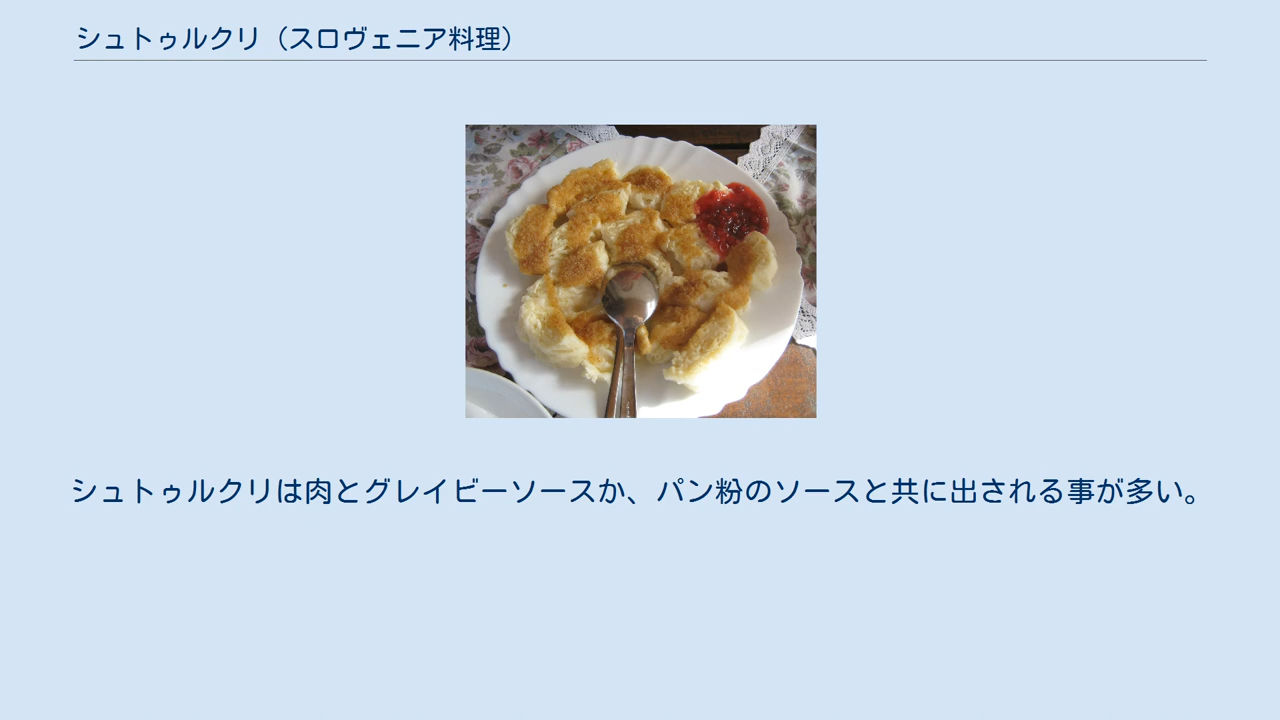 シュトゥルクリ（スロヴェニア料理）
シュトゥルクリは肉とグレイビーソースか、パン粉のソースと共に出される事が多い。